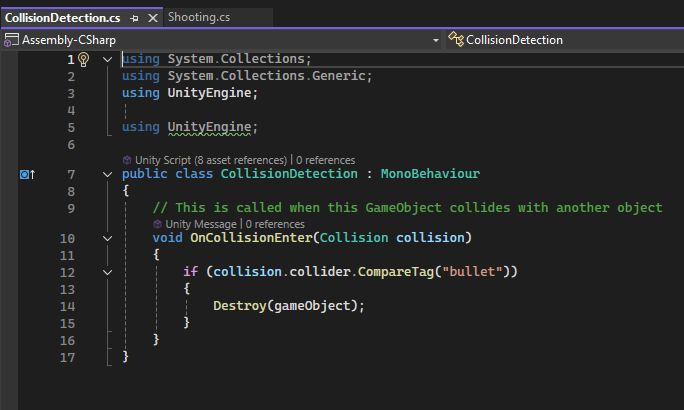 CollisionDetection.cs Shooting.cs
Assembly-CSharp CollisionDetection
1 using System.Collections;
2 using System.Collections.Generic;
3 using UnityEngine;
4
5 using UnityEngine;
6
Unity Script (8 asset references) | 0 references
7 public class CollisionDetection : MonoBehaviour
8 {
9 // This is called when this GameObject collides with another object
Unity Message | 0 references
10 void OnCollisionEnter(Collision collision)
11 {
12 if (collision.collider.CompareTag("bullet"))
13 {
14 Destroy(gameObject);
15 }
16 }
17 }